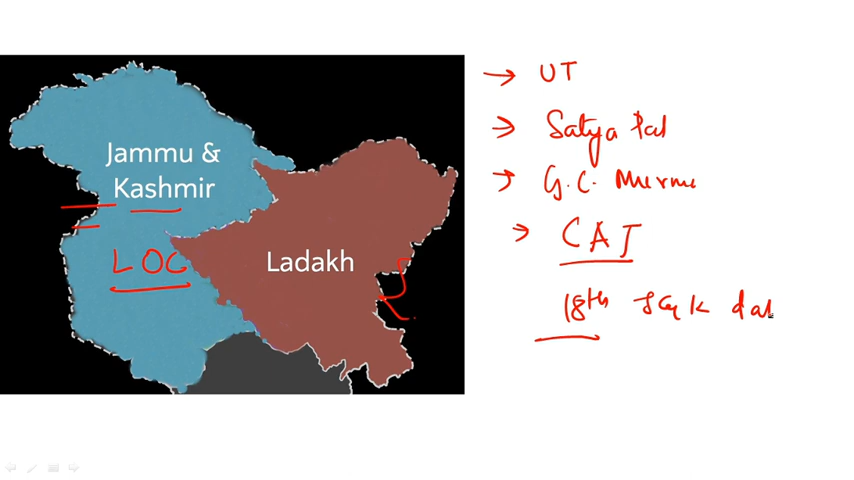 Jammu &
Kashmir
LOC
Ladakh
→ UT
→ Satya Pal
→ G.C. Murmu
→ CAT
18th